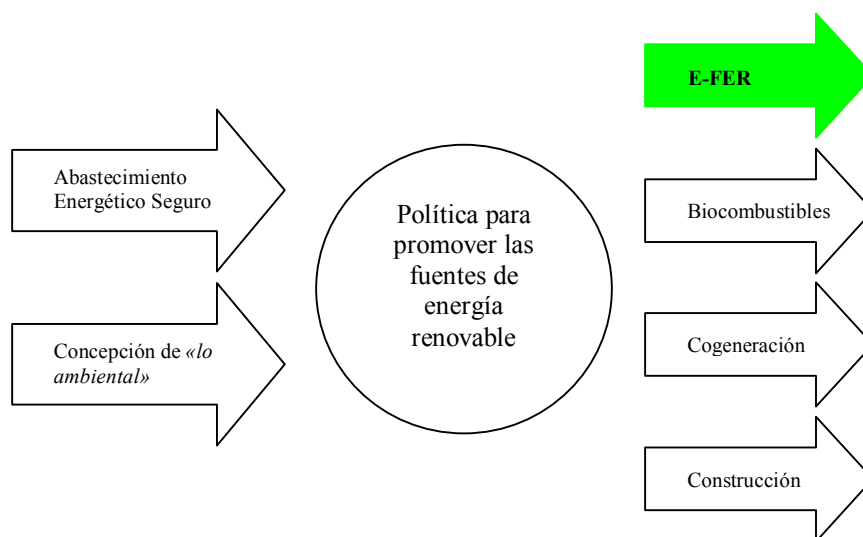 Abastecimiento
Energético Seguro
Concepción de «lo
ambiental»
Política para
promover las
fuentes de
energía
renovable
E-FER
Biocombustibles
Cogeneración
Construcción